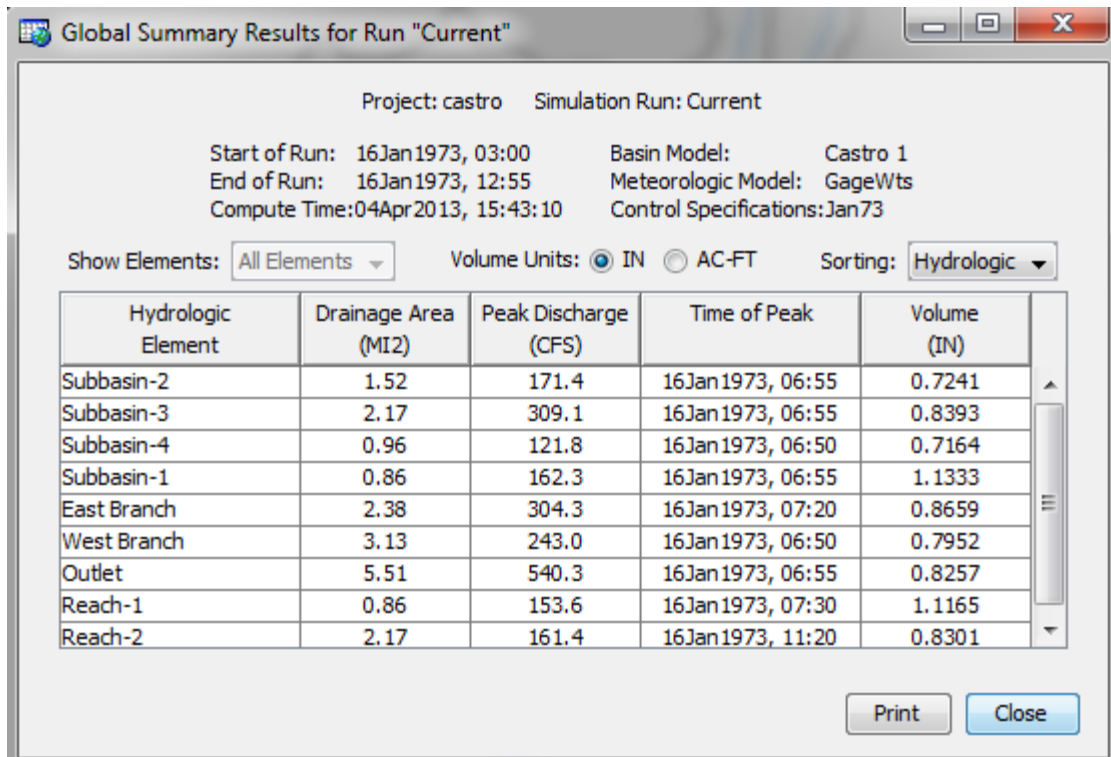 Global Summary Results for Run "Current"
Project: castro Simulation Run: Current
Start of Run: 16Jan1973, 03:00 Basin Model: Castro 1
End of Run: 16Jan1973, 12:55 Meteorologic Model: GageWts
Compute Time:04Apr2013, 15:43:10 Control Specifications:Jan73
Show Elements: All Elements Volume Units: IN AC-FT Sorting: Hydrologic
Hydrologic Drainage Area Peak Discharge Time of Peak Volume
Element (MI2) (CFS) (IN)
Subbasin-2 1.52 171.4 16Jan1973, 06:55 0.7241
Subbasin-3 2.17 309.1 16Jan1973, 06:55 0.8393
Subbasin-4 0.96 121.8 16Jan1973, 06:50 0.7164
Subbasin-1 0.86 162.3 16Jan1973, 06:55 1.1333
East Branch 2.38 304.3 16Jan1973, 07:20 0.8659
West Branch 3.13 243.0 16Jan1973, 06:50 0.7952
Outlet 5.51 540.3 16Jan1973, 06:55 0.8257
Reach-1 0.86 153.6 16Jan1973, 07:30 1.1165
Reach-2 2.17 161.4 16Jan1973, 11:20 0.8301
Print Close